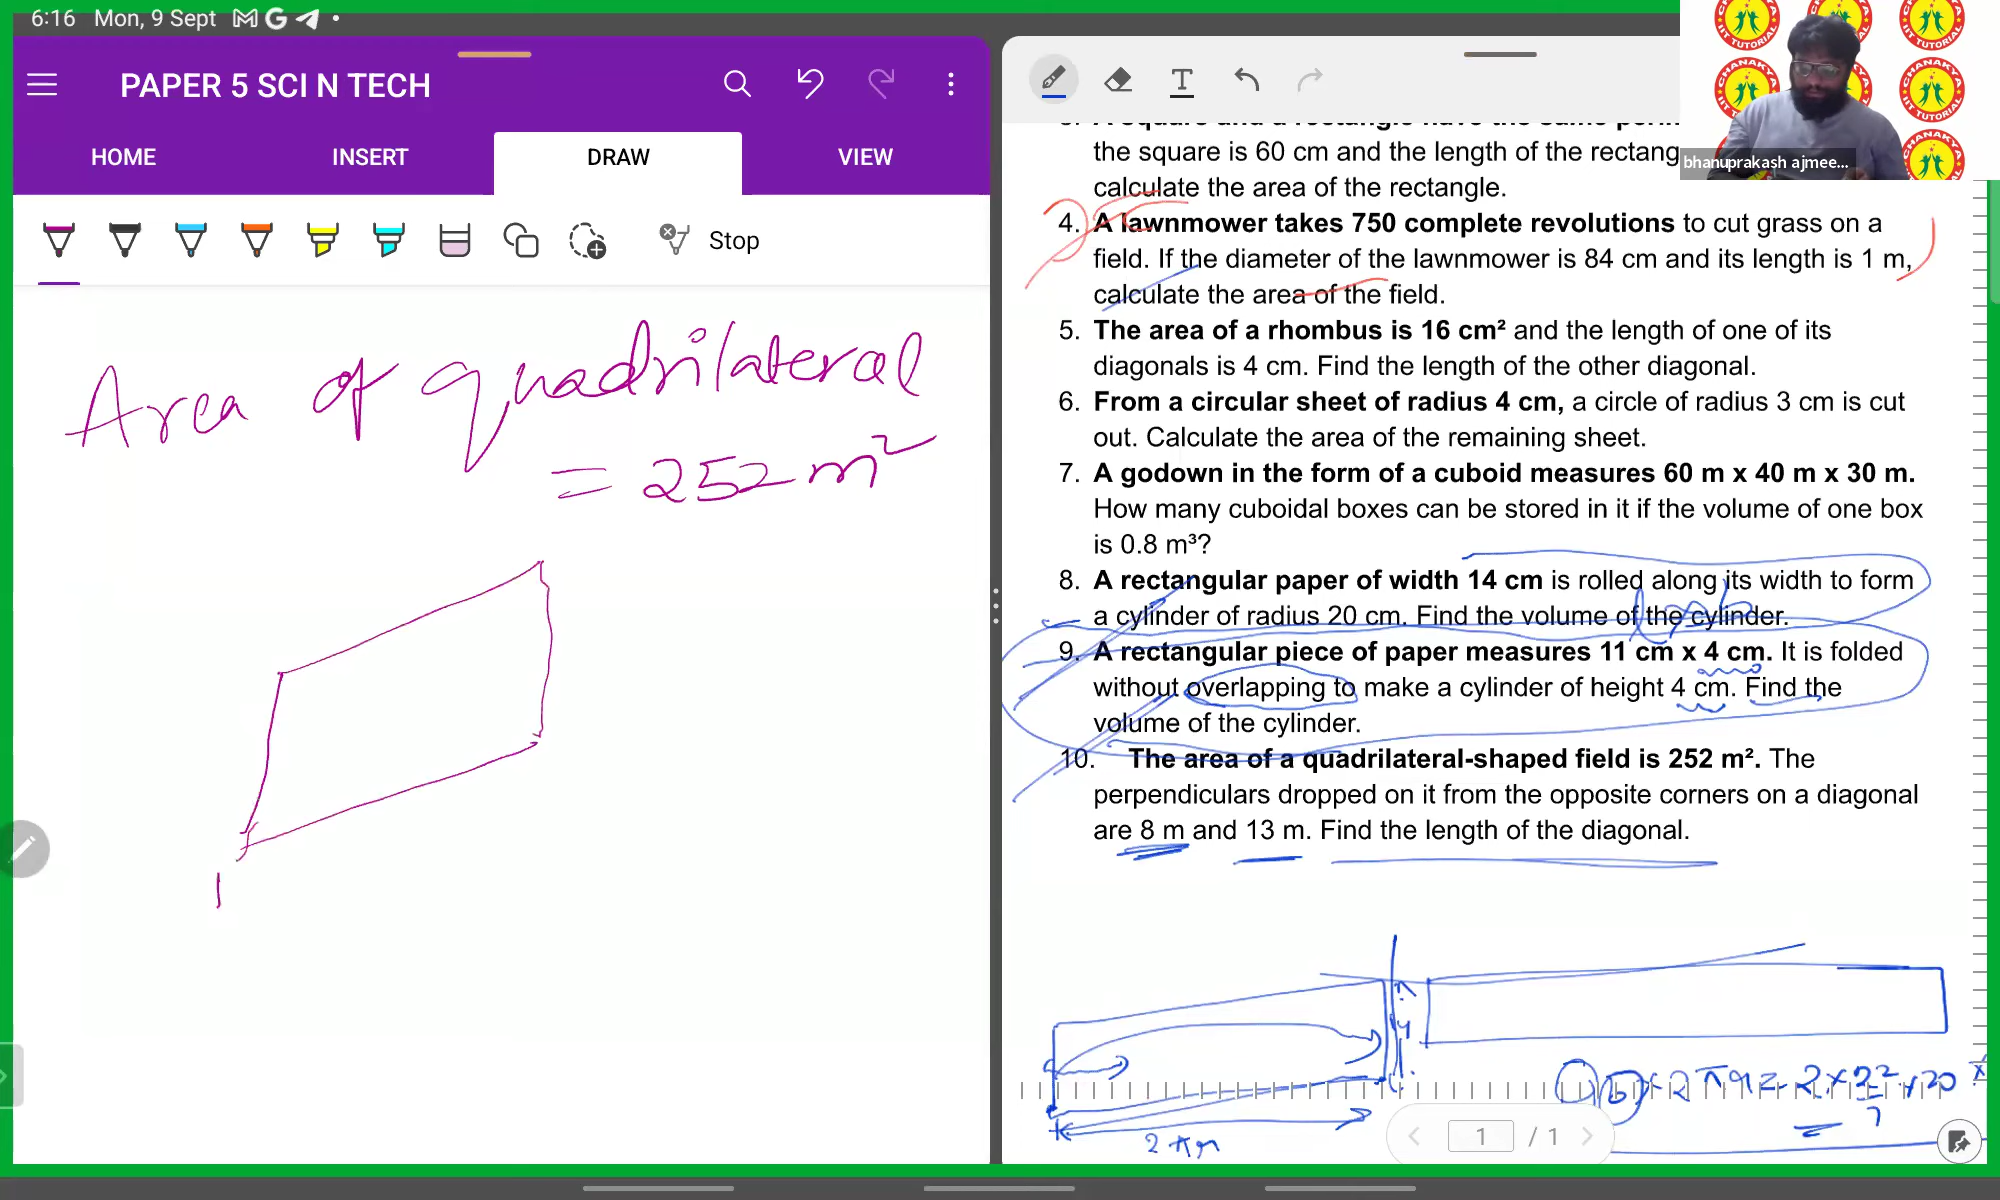 6:16 Mon, 9 Sept
PAPER 5 SCI N TECH
HOME INSERT DRAW VIEW
Stop
Area of quadrilateral
= 252 m²
the square is 60 cm and the length of the rectang
calculate the area of the rectangle.
4. A lawnmower takes 750 complete revolutions to cut grass on a
field. If the diameter of the lawnmower is 84 cm and its length is 1 m,
calculate the area of the field.
5. The area of a rhombus is 16 cm² and the length of one of its
diagonals is 4 cm. Find the length of the other diagonal.
6. From a circular sheet of radius 4 cm, a circle of radius 3 cm is cut
out. Calculate the area of the remaining sheet.
7. A godown in the form of a cuboid measures 60 m x 40 m x 30 m.
How many cuboidal boxes can be stored in it if the volume of one box
is 0.8 m³?
8. A rectangular paper of width 14 cm is rolled along its width to form
a cylinder of radius 20 cm. Find the volume of the cylinder.
9. A rectangular piece of paper measures 11 cm x 4 cm. It is folded
without overlapping to make a cylinder of height 4 cm. Find the
volume of the cylinder.
10. The area of a quadrilateral-shaped field is 252 m². The
perpendiculars dropped on it from the opposite corners on a diagonal
are 8 m and 13 m. Find the length of the diagonal.
1 / 1
bhanuprakash ajmee...
CHANAKYA
IIT TUTORIAL